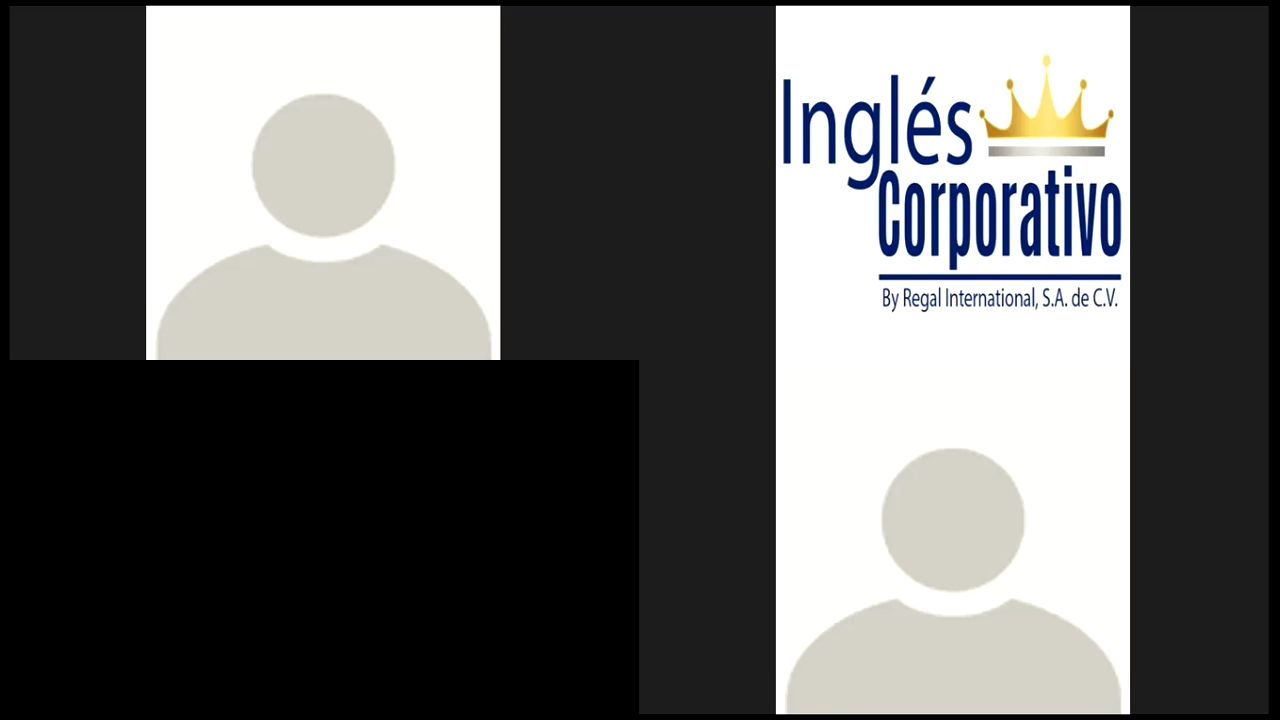 Inglés
Corporativo
By Regal International, S.A. de C.V.